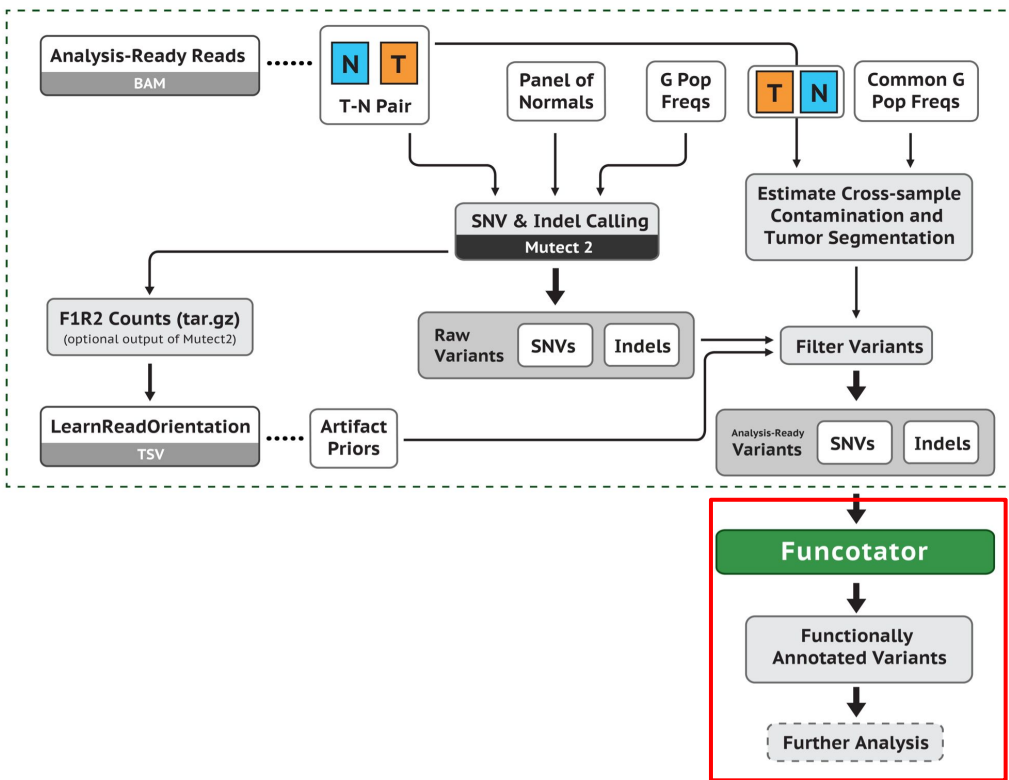 Analysis-Ready Reads
BAM
N T
T-N Pair
Panel of
Normals
G Pop
Freqs
T N
Common G
Pop Freqs
SNV & Indel Calling
Mutect 2
Estimate Cross-sample
Contamination and
Tumor Segmentation
F1R2 Counts (tar.gz)
(optional output of Mutect2)
Raw
Variants
SNVs
Indels
Filter Variants
LearnReadOrientation
TSV
Artifact
Priors
Analysis-Ready
Variants
SNVs
Indels
Funcotator
Functionally
Annotated Variants
Further Analysis